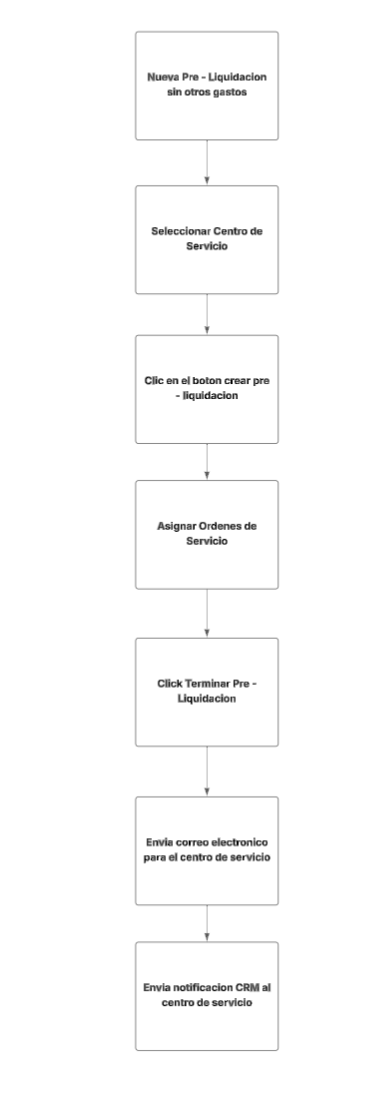 Nueva Pre - Liquidacion
sin otros gastos
Seleccionar Centro de
Servicio
Clic en el boton crear pre
- liquidacion
Asignar Ordenes de
Servicio
Click Terminar Pre -
Liquidacion
Envia correo electronico
para el centro de servicio
Envia notificacion CRM al
centro de servicio